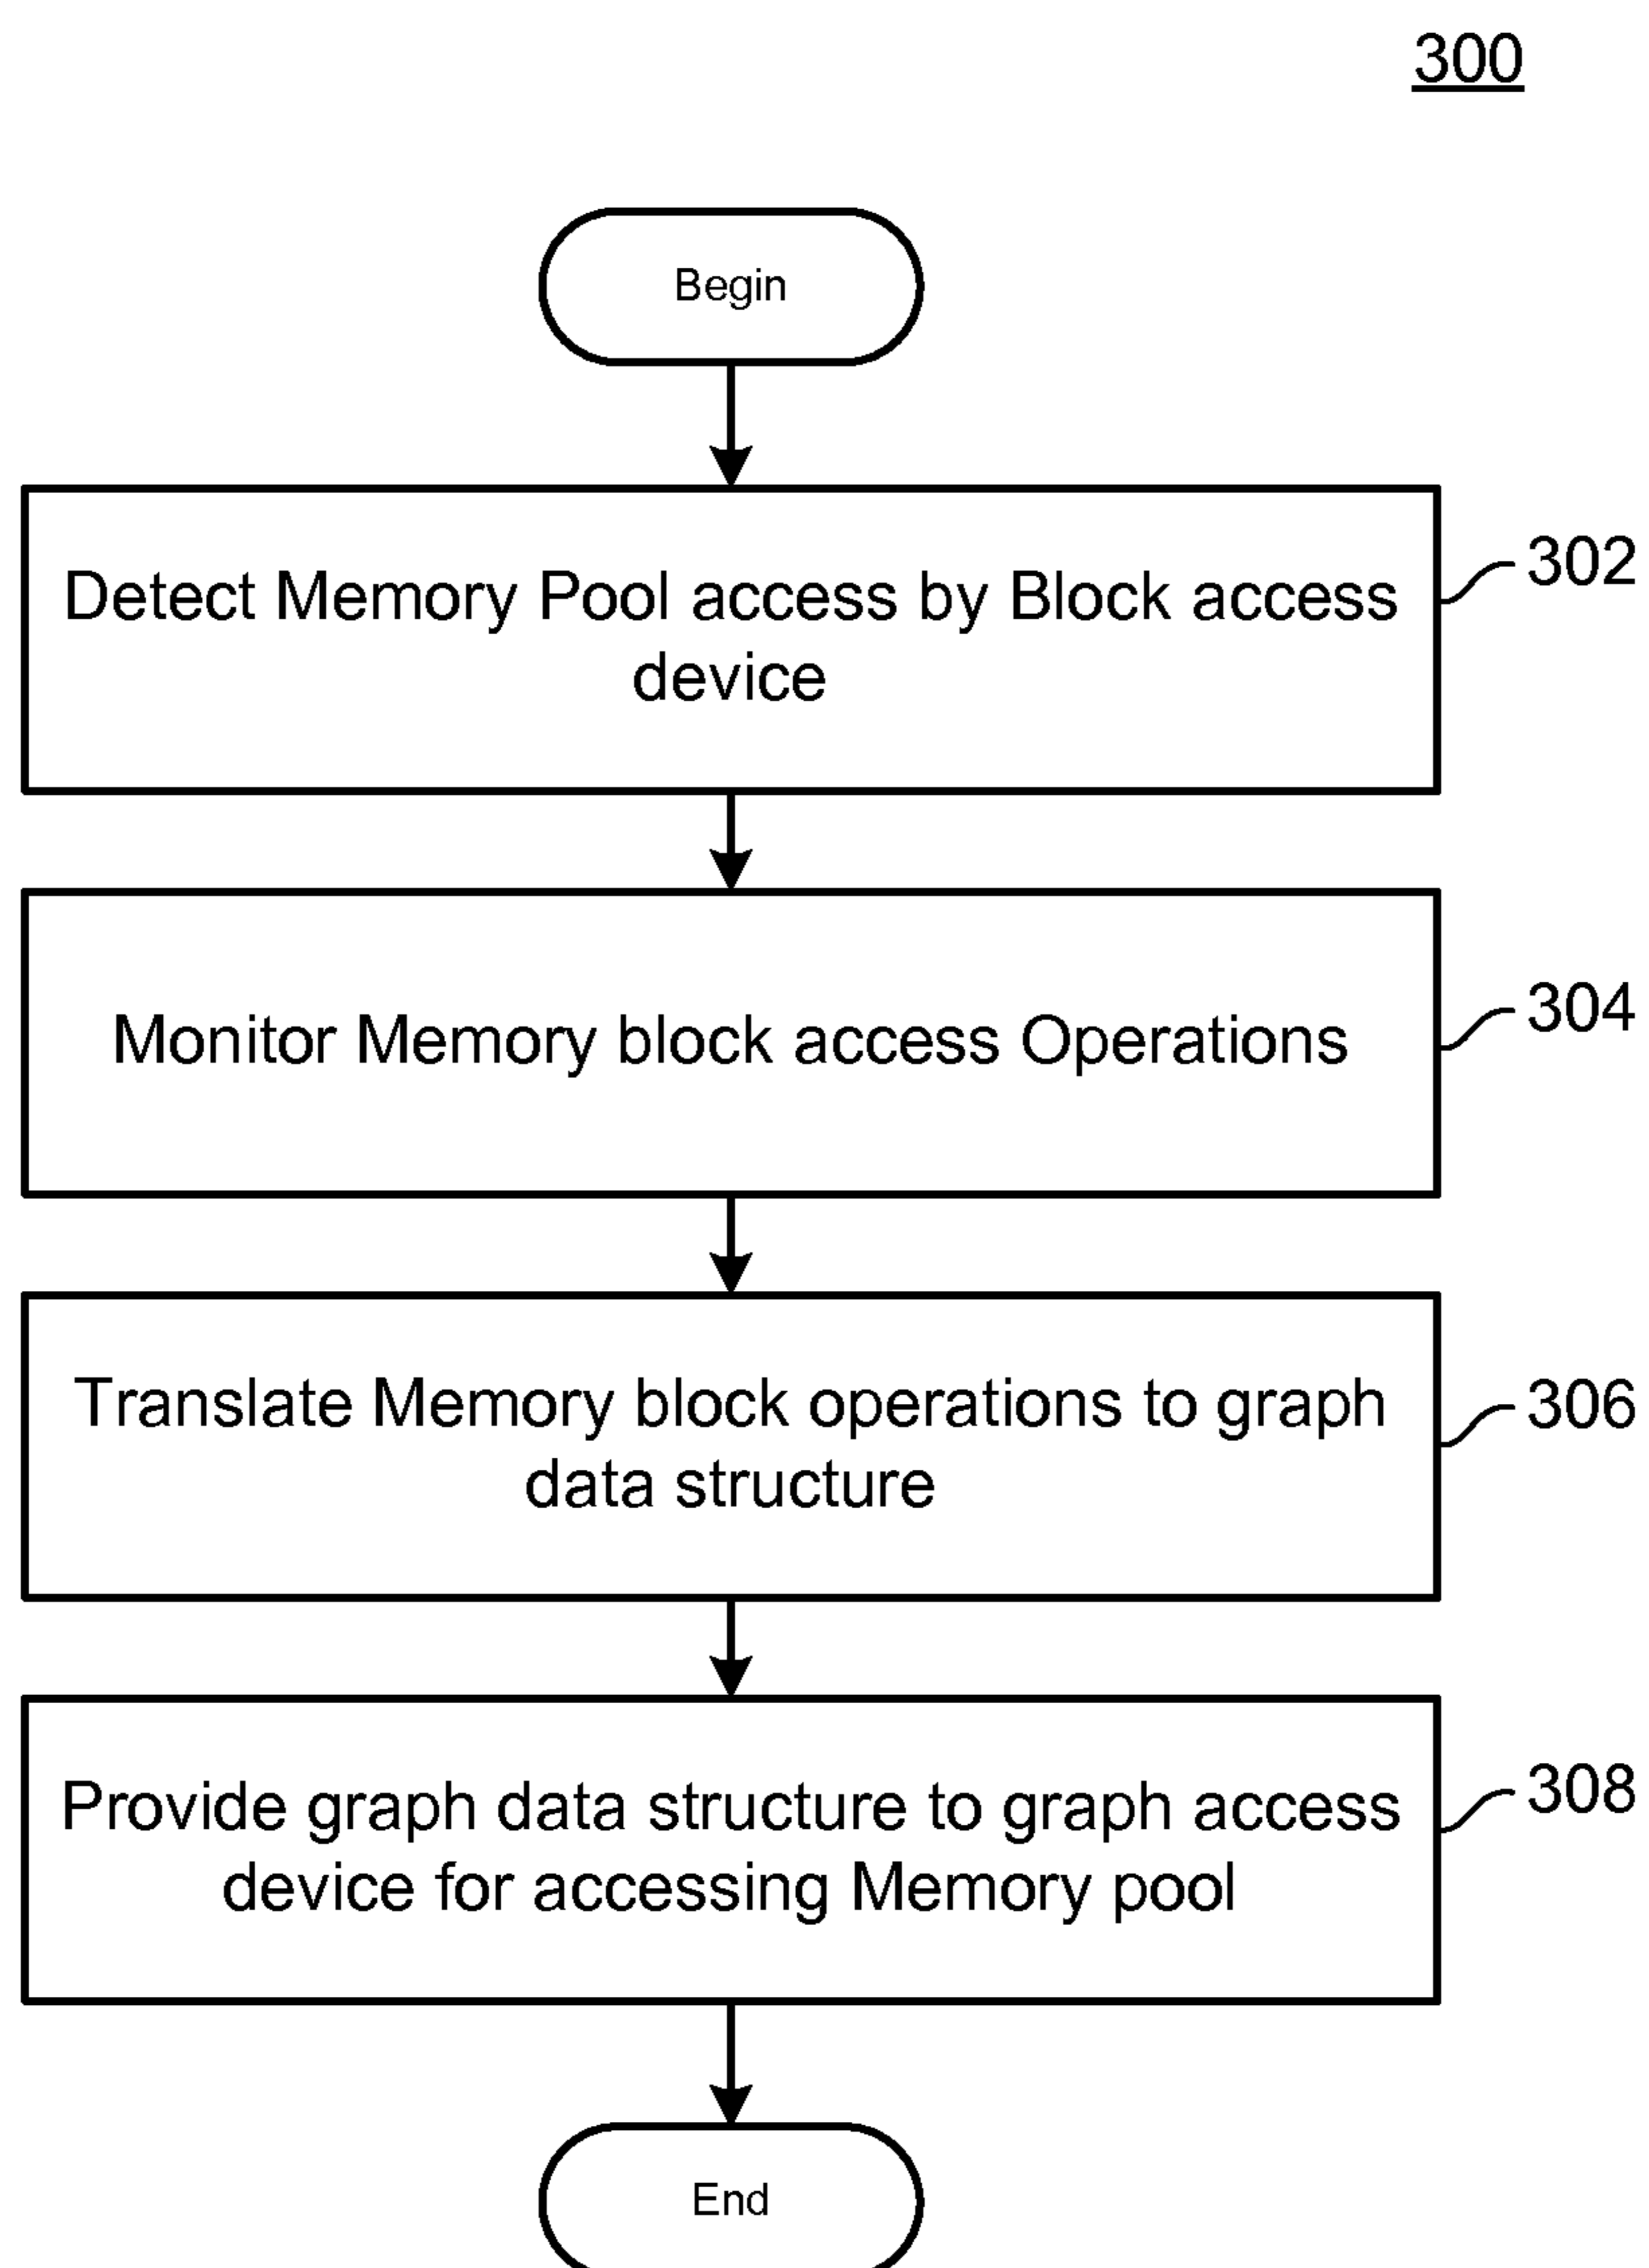 300
Begin
Detect Memory Pool access by Block access
device
302
Monitor Memory block access Operations
304
Translate Memory block operations to graph
data structure
306
Provide graph data structure to graph access
device for accessing Memory pool
308
End